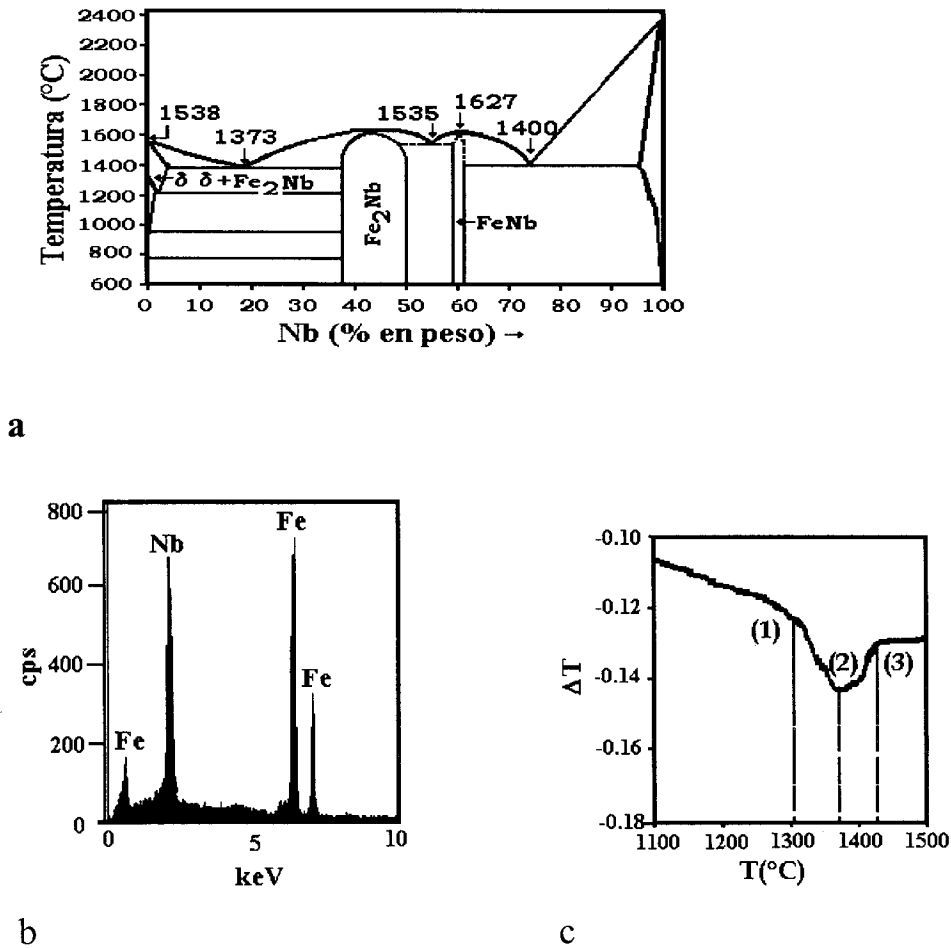 2400
2200
2000
1800
1600
1400
1200
1000
800
600
Temperatura (°C)
1538
1373
1535
1627
1400
δ δ+Fe2Nb
Fe2Nb
FeNb
0 10 20 30 40 50 60 70 80 90 100
Nb (% en peso) →
a
800
600
400
200
0
cps
Fe
Nb
Fe
Fe
0 5 10
keV
b
-0.10
-0.12
-0.14
-0.16
-0.18
ΔT
(1)
(2)
(3)
1100 1200 1300 1400 1500
T(°C)
c